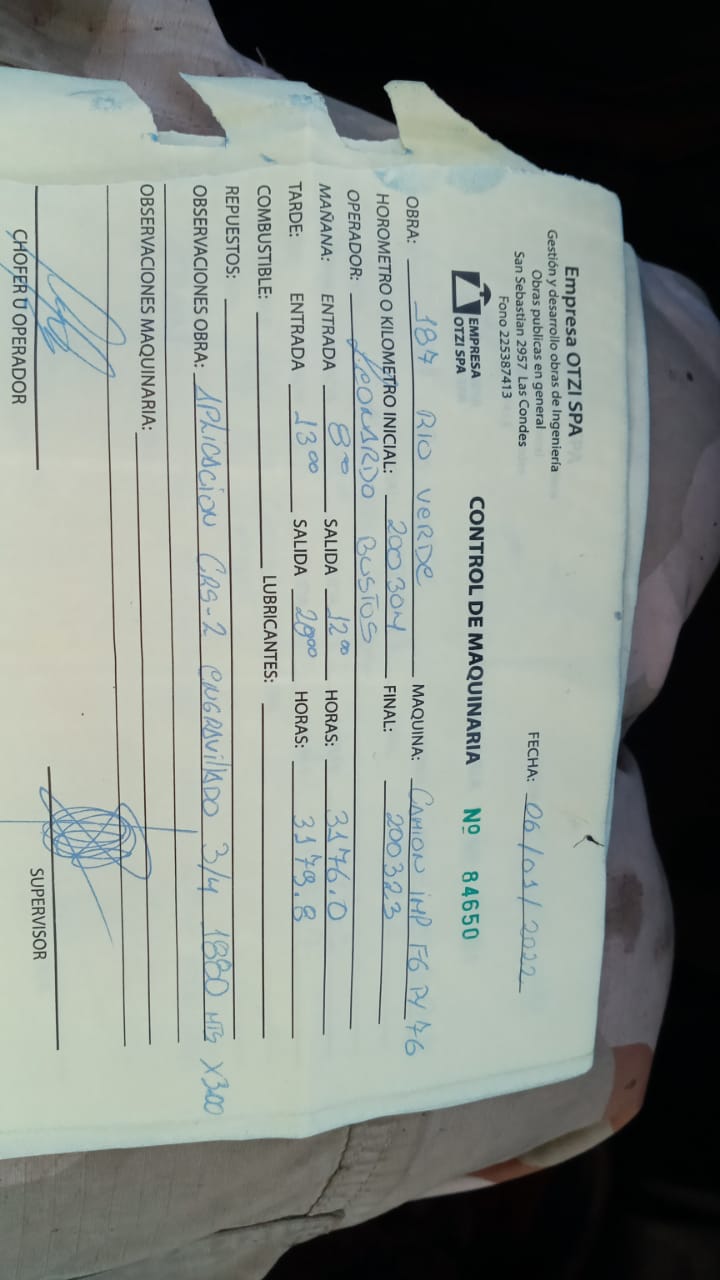 Empresa OTZI SPA
Gestión y desarrollo obras de Ingeniería
Obras publicas en general
San Sebastian 2957 Las Condes
Fono 225387413
EMPRESA
OTZI SPA
FECHA: 06/01/2022
CONTROL DE MAQUINARIA Nº 84650
OBRA: 187 RIO VERDE MAQUINA: CAMION IMP FG PY 76
HOROMETRO O KILOMETRO INICIAL: 200304 FINAL: 200323
OPERADOR: LEONARDO BUSTOS
MAÑANA: ENTRADA 8⁰⁰ SALIDA 12⁰⁰ HORAS: 3176.0
TARDE: ENTRADA 13⁰⁰ SALIDA 20⁰⁰ HORAS: 3179.8
COMBUSTIBLE: LUBRICANTES:
REPUESTOS:
OBSERVACIONES OBRA: APLICACION CRS-2 ENGRAVILLADO 3/4 1880 MTS X3.00
OBSERVACIONES MAQUINARIA:
CHOFER U OPERADOR SUPERVISOR